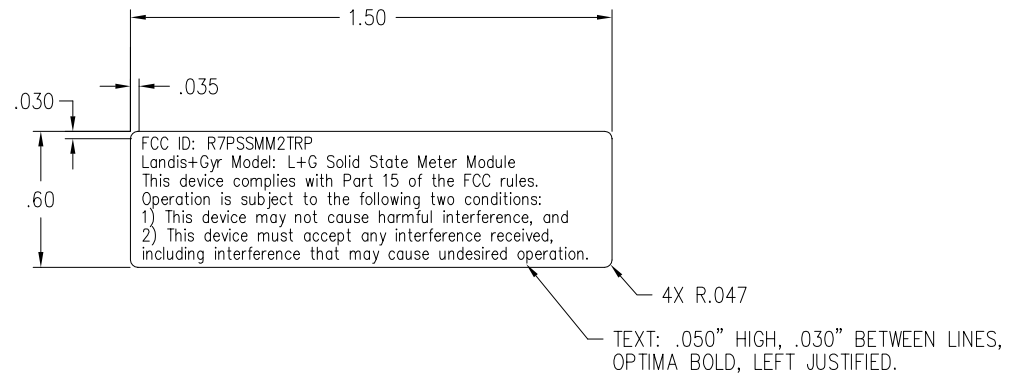 1.50
.035
.030
.60
FCC ID: R7PSSMM2TRP
Landis+Gyr Model: L+G Solid State Meter Module
This device complies with Part 15 of the FCC rules.
Operation is subject to the following two conditions:
1) This device may not cause harmful interference, and
2) This device must accept any interference received,
including interference that may cause undesired operation.
4X R.047
TEXT: .050" HIGH, .030" BETWEEN LINES,
OPTIMA BOLD, LEFT JUSTIFIED.